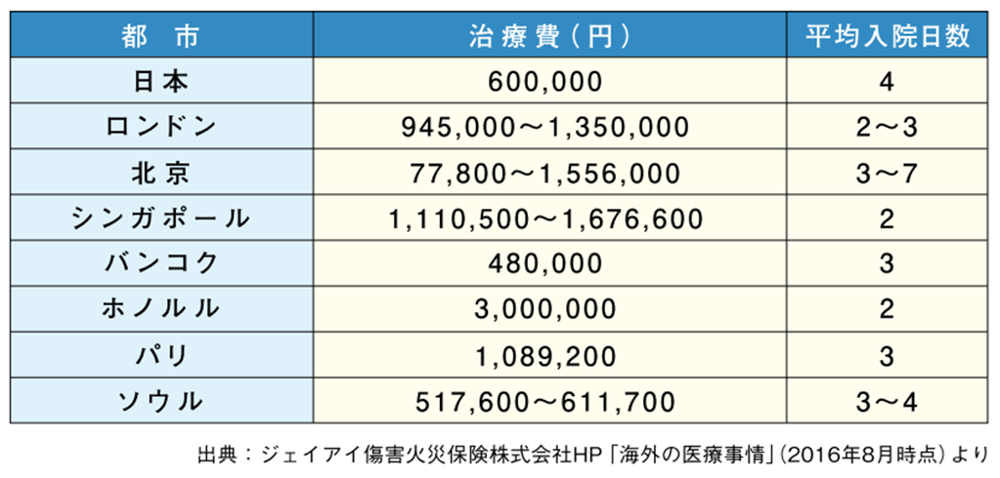 都市 治療費(円) 平均入院日数
日本 600,000 4
ロンドン 945,000～1,350,000 2～3
北京 77,800～1,556,000 3～7
シンガポール 1,110,500～1,676,600 2
バンコク 480,000 3
ホノルル 3,000,000 2
パリ 1,089,200 3
ソウル 517,600～611,700 3～4
出典：ジェイアイ傷害火災保険株式会社HP「海外の医療事情」(2016年8月時点)より